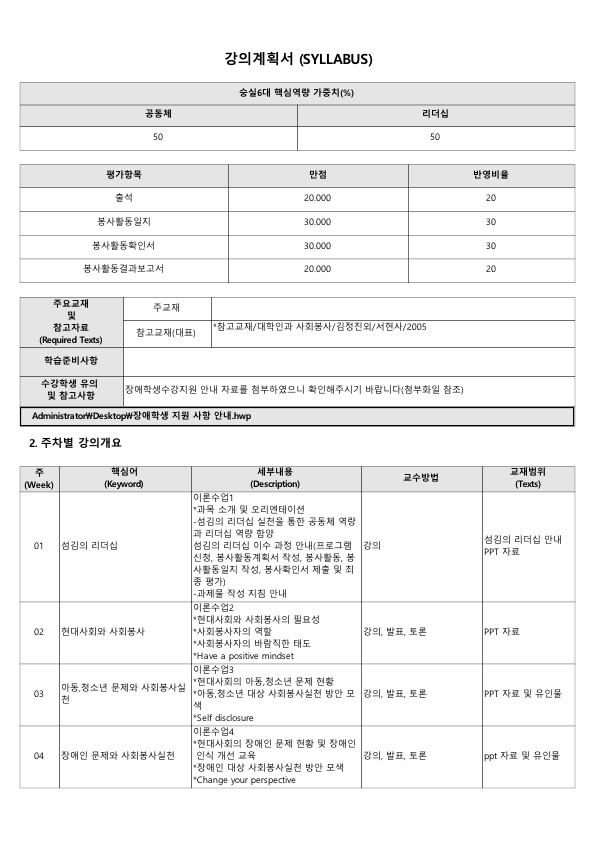 강의계획서 (SYLLABUS)
숭실6대 핵심역량 가중치(%)
공동체 리더십
50 50
평가항목 만점 반영비율
출석 20.000 20
봉사활동일지 30.000 30
봉사활동확인서 30.000 30
봉사활동결과보고서 20.000 20
주요교재
및
참고자료
(Required Texts)
주교재
참고교재(대표) *참고교재/대학인과 사회봉사/김정진외/서현사/2005
학습준비사항
수강학생 유의
및 참고사항
장애학생수강지원 안내 자료를 첨부하였으니 확인해주시기 바랍니다(첨부화일 참조)
Administrator₩Desktop₩장애학생 지원 사항 안내.hwp
2. 주차별 강의개요
주
(Week)
핵심어
(Keyword)
세부내용
(Description)
교수방법
교재범위
(Texts)
01
섬김의 리더십
이론수업1
*과목 소개 및 오리엔테이션
-섬김의 리더십 실천을 통한 공동체 역량
과 리더십 역량 함양
섬김의 리더십 이수 과정 안내(프로그램
신청, 봉사활동계획서 작성, 봉사활동, 봉
사활동일지 작성, 봉사확인서 제출 및 최
종 평가)
-과제물 작성 지침 안내
강의
섬김의 리더십 안내
PPT 자료
02
현대사회와 사회봉사
이론수업2
*현대사회와 사회봉사의 필요성
*사회봉사자의 역할
*사회봉사자의 바람직한 태도
*Have a positive mindset
강의, 발표, 토론
PPT 자료
03
아동,청소년 문제와 사회봉사실
천
이론수업3
*현대사회의 아동,청소년 문제 현황
*아동,청소년 대상 사회봉사실천 방안 모
색
*Self disclosure
강의, 발표, 토론
PPT 자료 및 유인물
04
장애인 문제와 사회봉사실천
이론수업4
*현대사회의 장애인 문제 현황 및 장애인
인식 개선 교육
*장애인 대상 사회봉사실천 방안 모색
*Change your perspective
강의, 발표, 토론
ppt 자료 및 유인물